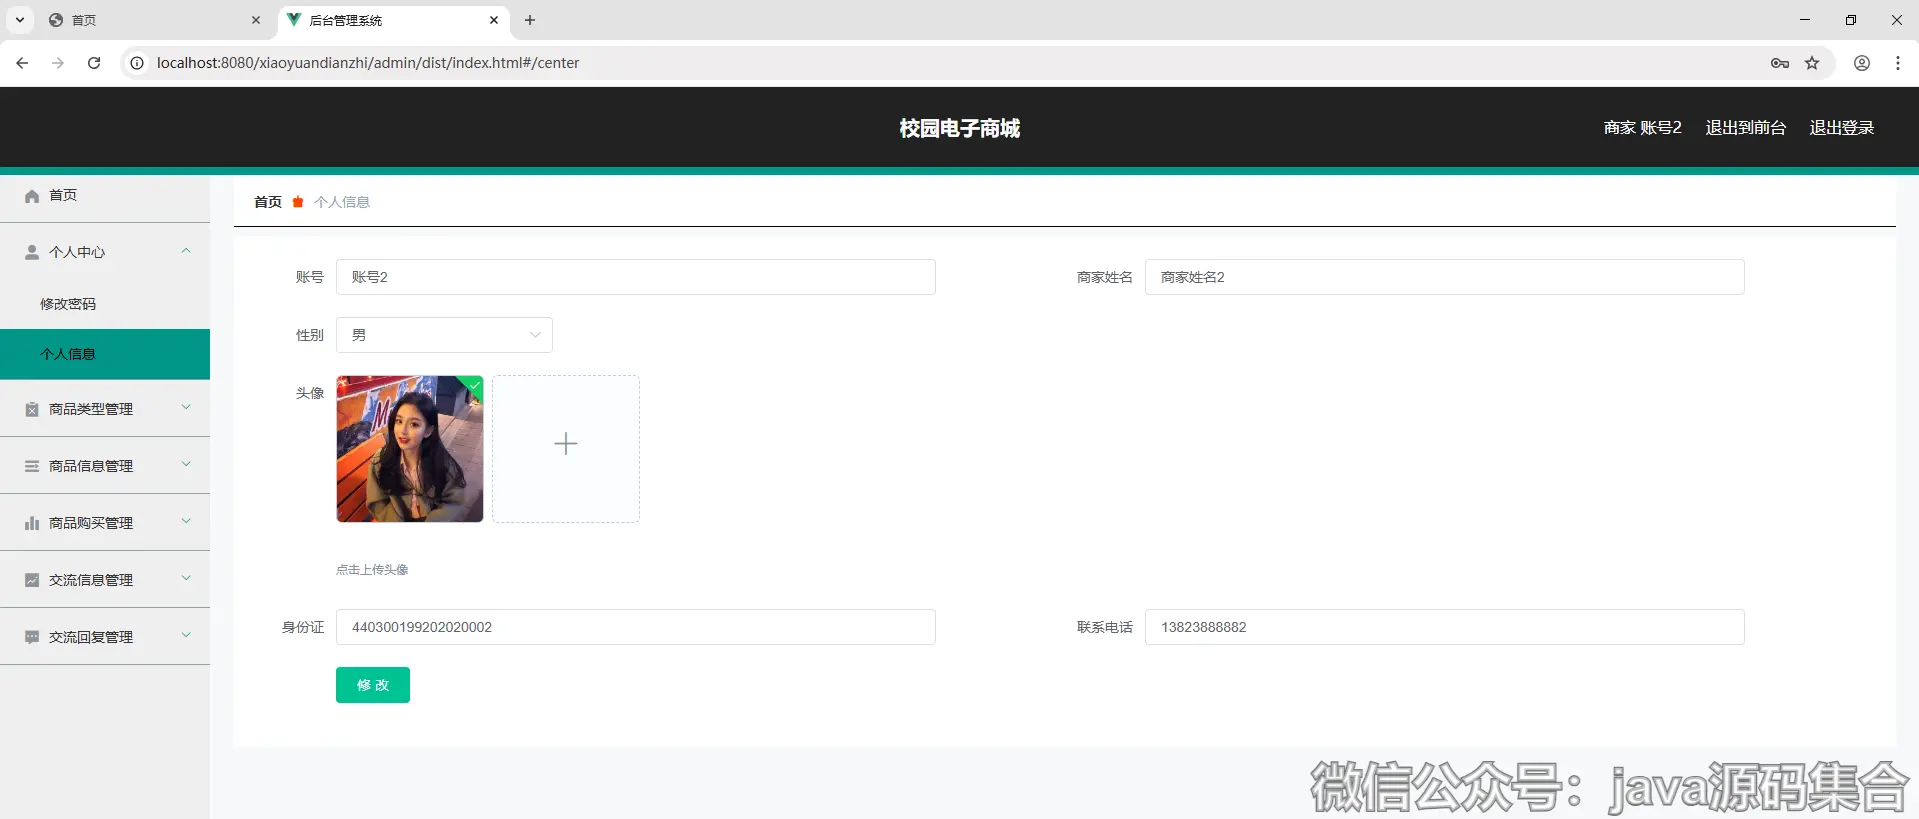 首页
后台管理系统
localhost:8080/xiaoyuandianzhi/admin/dist/index.html#/center
校园电子商城
商家 账号2 退出到前台 退出登录
首页
首页 个人信息
个人中心
修改密码
个人信息
商品类型管理
商品信息管理
商品购买管理
交流信息管理
交流回复管理
账号 账号2
商家姓名 商家姓名2
性别 男
头像
点击上传头像
身份证 440300199202020002
联系电话 13823888882
修 改
微信公众号：java源码集合